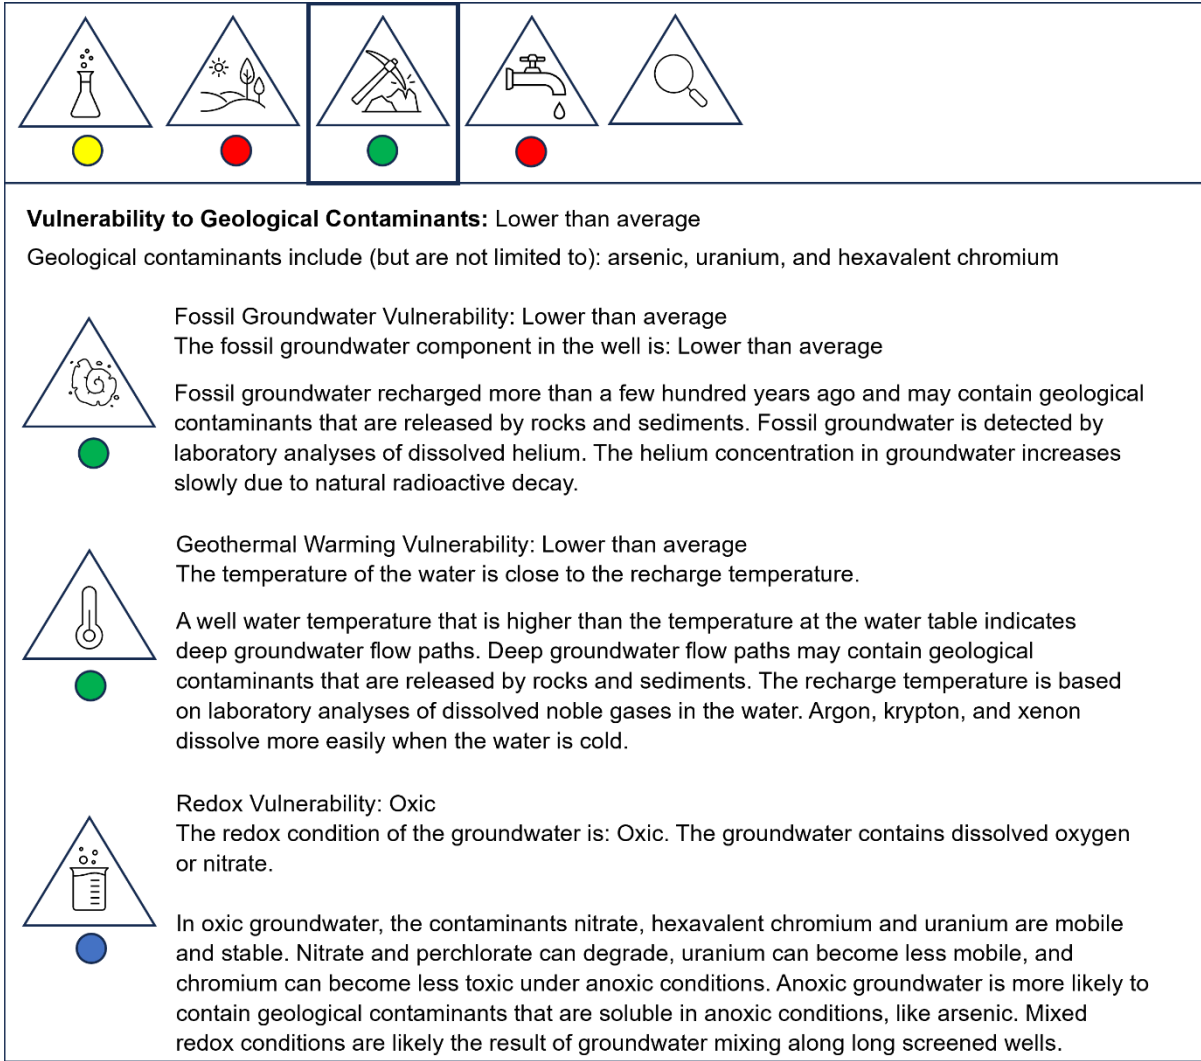 Vulnerability to Geological Contaminants: Lower than average
Geological contaminants include (but are not limited to): arsenic, uranium, and hexavalent chromium
Fossil Groundwater Vulnerability: Lower than average
The fossil groundwater component in the well is: Lower than average
Fossil groundwater recharged more than a few hundred years ago and may contain geological
contaminants that are released by rocks and sediments. Fossil groundwater is detected by
laboratory analyses of dissolved helium. The helium concentration in groundwater increases
slowly due to natural radioactive decay.
Geothermal Warming Vulnerability: Lower than average
The temperature of the water is close to the recharge temperature.
A well water temperature that is higher than the temperature at the water table indicates
deep groundwater flow paths. Deep groundwater flow paths may contain geological
contaminants that are released by rocks and sediments. The recharge temperature is based
on laboratory analyses of dissolved noble gases in the water. Argon, krypton, and xenon
dissolve more easily when the water is cold.
Redox Vulnerability: Oxic
The redox condition of the groundwater is: Oxic. The groundwater contains dissolved oxygen
or nitrate.
In oxic groundwater, the contaminants nitrate, hexavalent chromium and uranium are mobile
and stable. Nitrate and perchlorate can degrade, uranium can become less mobile, and
chromium can become less toxic under anoxic conditions. Anoxic groundwater is more likely to
contain geological contaminants that are soluble in anoxic conditions, like arsenic. Mixed
redox conditions are likely the result of groundwater mixing along long screened wells.